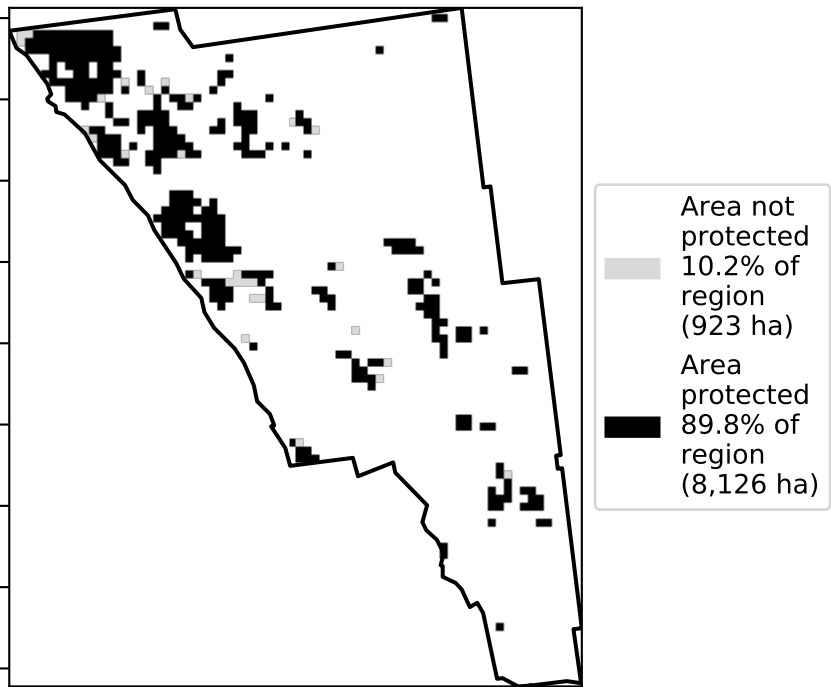 Area not
protected
10.2% of
region
(923 ha)
Area
protected
89.8% of
region
(8,126 ha)